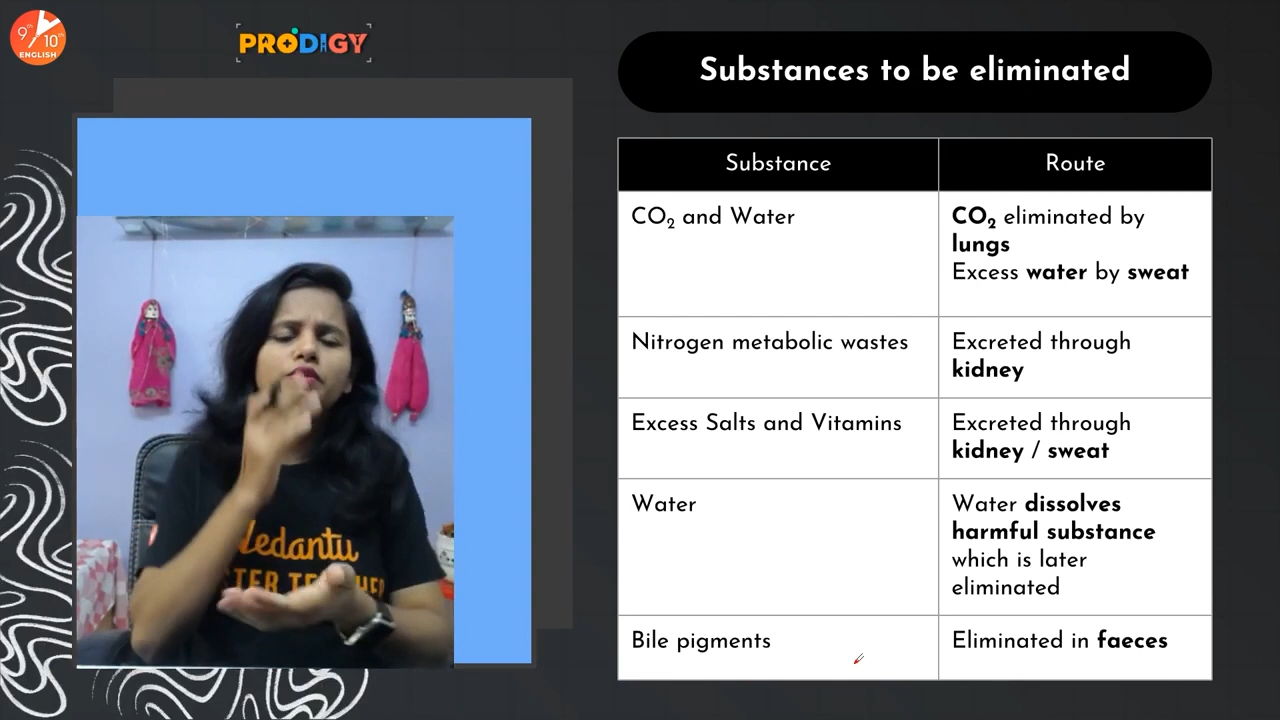 9th
10th
ENGLISH
PRODIGY
Substances to be eliminated
Substance
Route
CO₂ and Water
CO₂ eliminated by
lungs
Excess water by sweat
Nitrogen metabolic wastes
Excreted through
kidney
Excess Salts and Vitamins
Excreted through
kidney / sweat
Water
Water dissolves
harmful substance
which is later
eliminated
Bile pigments
Eliminated in faeces
Vedantu